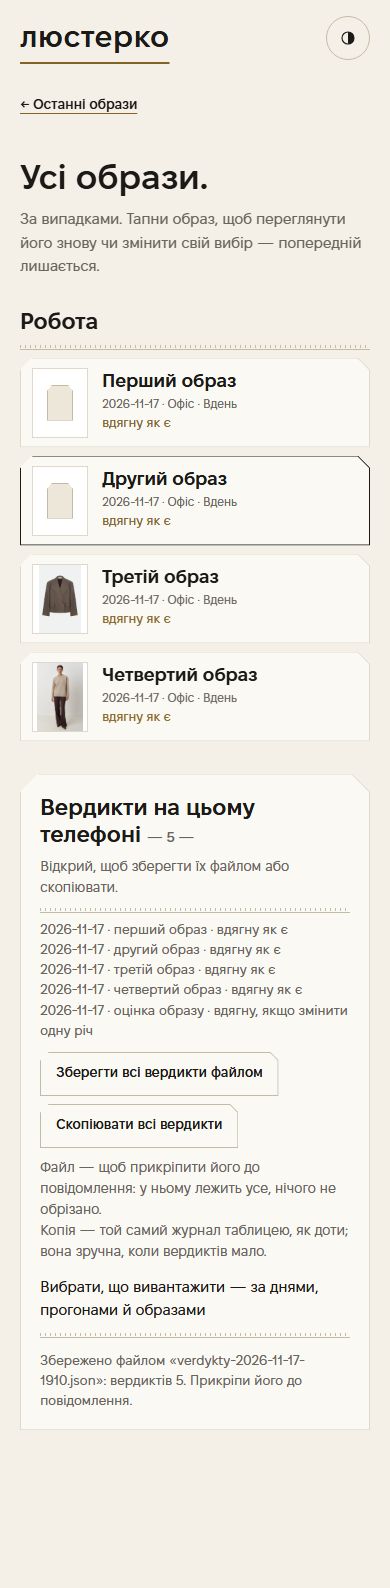 люстерко
← Останні образи
Усі образи.
За випадками. Тапни образ, щоб переглянути
його знову чи змінити свій вибір — попередній
лишається.
Робота
Перший образ
2026-11-17 · Офіс · Вдень
вдягну як є
Другий образ
2026-11-17 · Офіс · Вдень
вдягну як є
Третій образ
2026-11-17 · Офіс · Вдень
вдягну як є
Четвертий образ
2026-11-17 · Офіс · Вдень
вдягну як є
Вердикти на цьому
телефоні — 5 —
Відкрий, щоб зберегти їх файлом або
скопіювати.
2026-11-17 · перший образ · вдягну як є
2026-11-17 · другий образ · вдягну як є
2026-11-17 · третій образ · вдягну як є
2026-11-17 · четвертий образ · вдягну як є
2026-11-17 · оцінка образу · вдягну, якщо змінити
одну річ
Зберегти всі вердикти файлом
Скопіювати всі вердикти
Файл — щоб прикріпити його до
повідомлення: у ньому лежить усе, нічого не
обрізано.
Копія — той самий журнал таблицею, як доти;
вона зручна, коли вердиктів мало.
Вибрати, що вивантажити — за днями,
прогонами й образами
Збережено файлом «verdykty-2026-11-17-
1910.json»: вердиктів 5. Прикріпи його до
повідомлення.